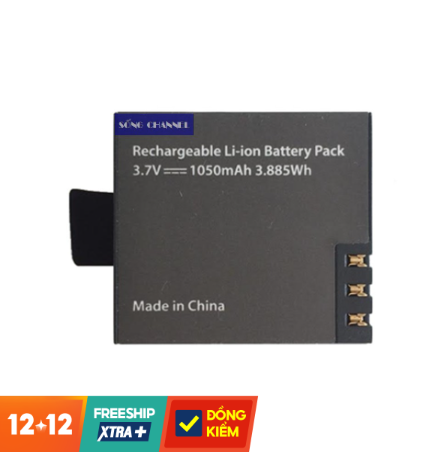 SỐNG CHANNEL
Rechargeable Li-ion Battery Pack
3.7V⎓1050mAh 3.885Wh
Made in China
12-12
FREESHIP
XTRA+
ĐỒNG
KIỂM